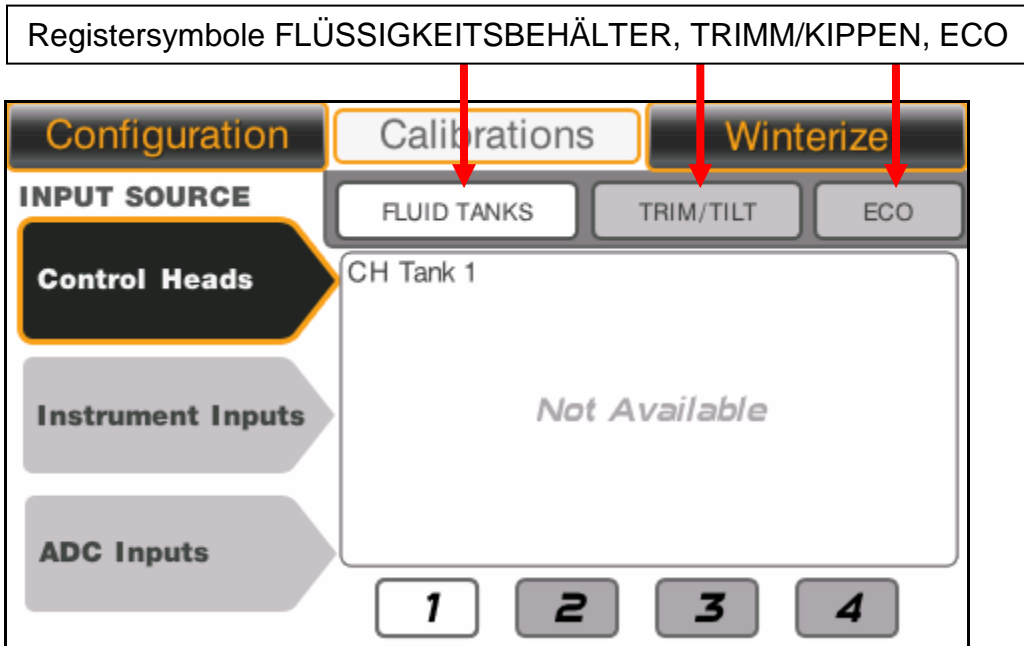 Registersymbole FLÜSSIGKEITSBEHÄLTER, TRIMM/KIPPEN, ECO
Configuration Calibrations Winterize
INPUT SOURCE
FLUID TANKS TRIM/TILT ECO
Control Heads
CH Tank 1
Instrument Inputs
Not Available
ADC Inputs
1 2 3 4